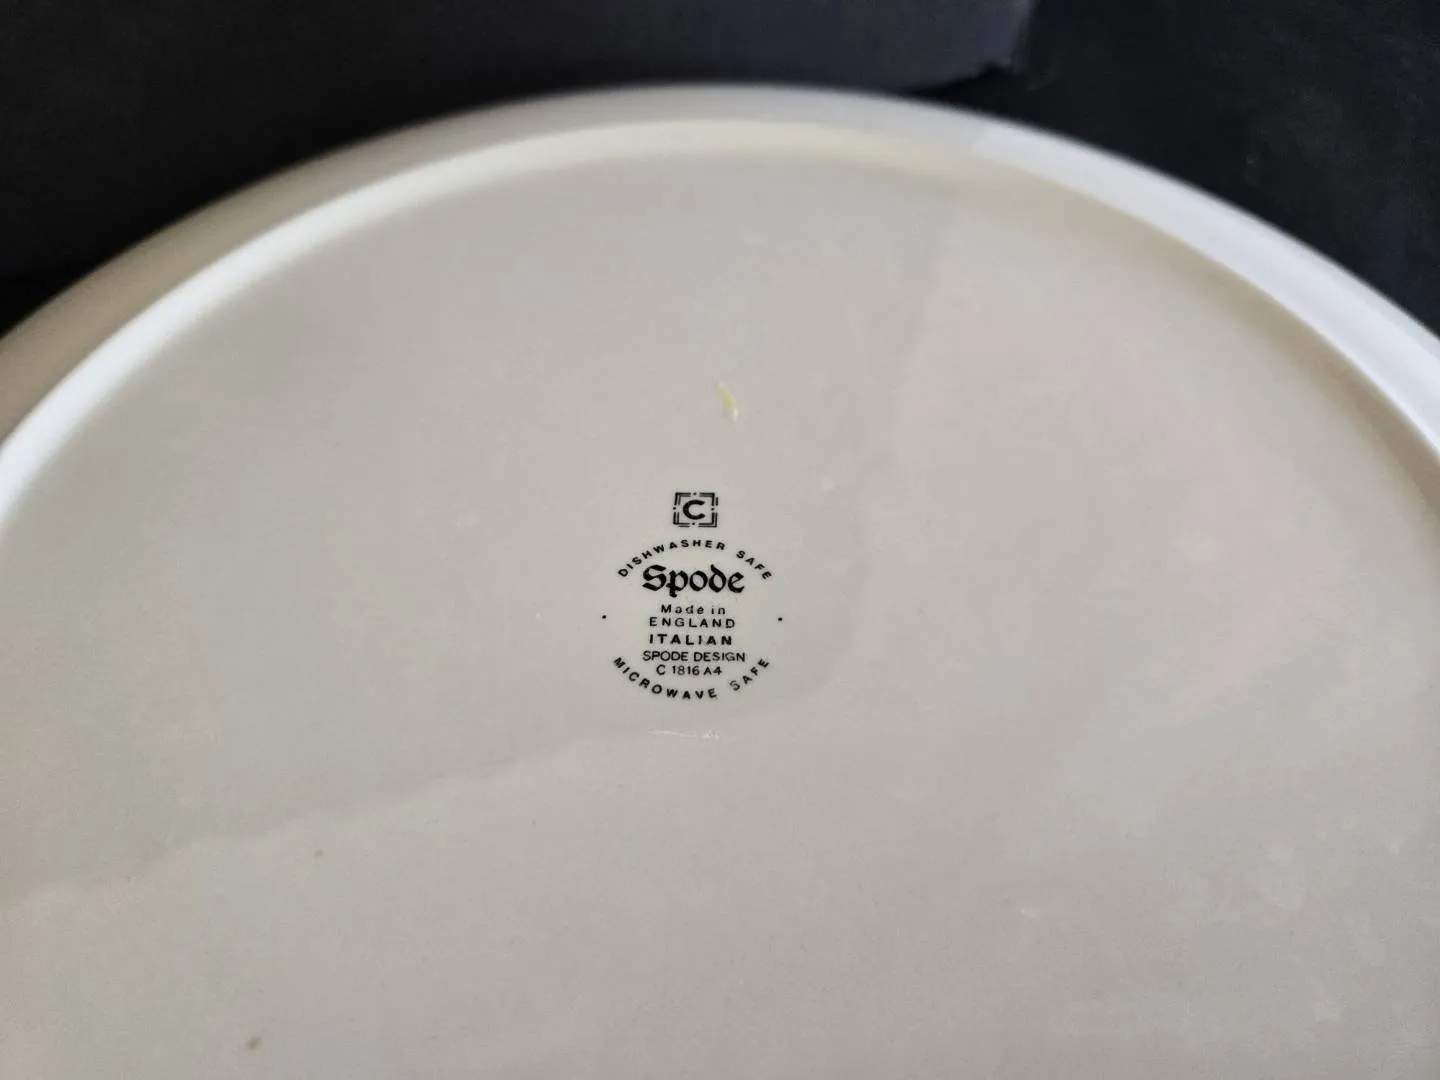 C
DISHWASHER SAFE
Spode
Made in
ENGLAND
ITALIAN
SPODE DESIGN
C 1816 A4
MICROWAVE SAFE